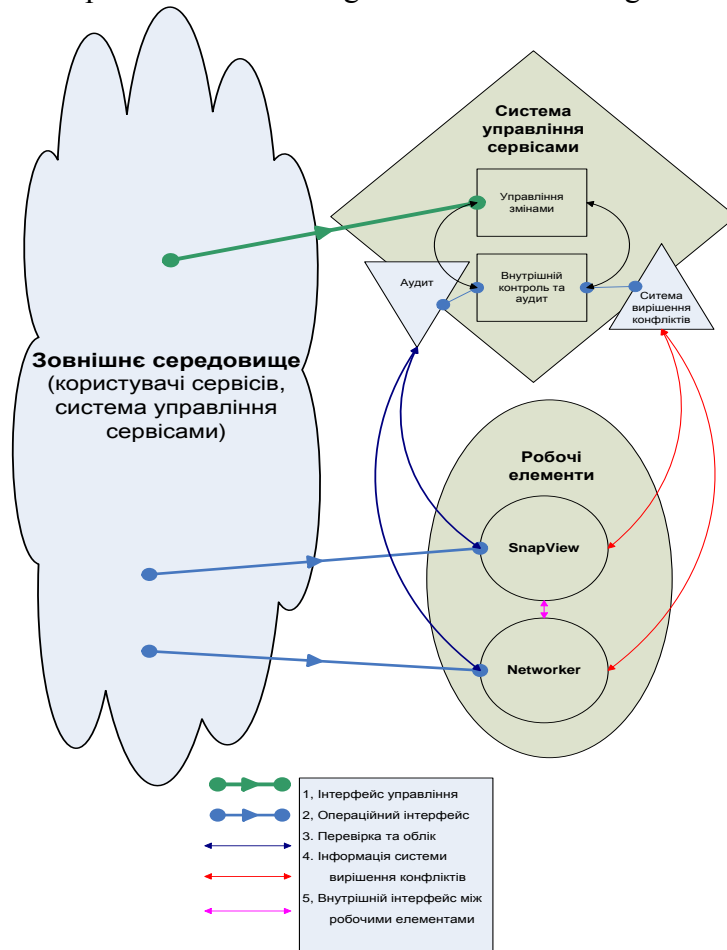 Система
управління
сервісами
Управління
змінами
Аудит
Внутрішній
контроль та
аудит
Ситема
вирішення
конфліктів
Зовнішнє середовище
(користувачі сервісів,
система управління
сервісами)
Робочі
елементи
SnapView
Networker
1, Інтерфейс управління
2, Операційний інтерфейс
3. Перевірка та облік
4. Інформація системи
вирішення конфліктів
5, Внутрішній інтерфейс між
робочими елементами